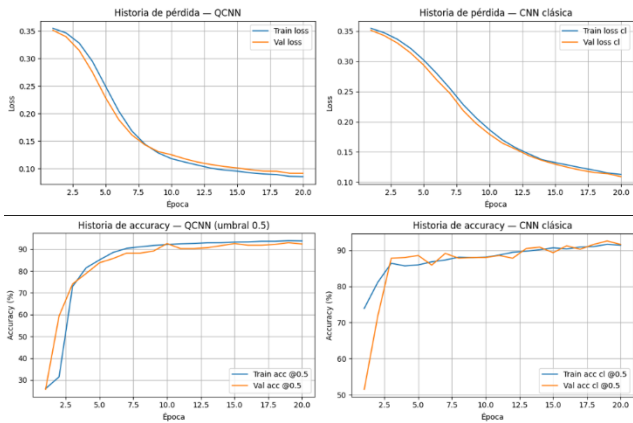 Historia de pérdida — QCNN
Train loss
Val loss
0.35
0.30
0.25
0.20
0.15
0.10
Loss
2.5 5.0 7.5 10.0 12.5 15.0 17.5 20.0
Época
Historia de pérdida — CNN clásica
Train loss cl
Val loss cl
0.35
0.30
0.25
0.20
0.15
0.10
Loss
2.5 5.0 7.5 10.0 12.5 15.0 17.5 20.0
Época
Historia de accuracy — QCNN (umbral 0.5)
90
80
70
60
50
40
30
Accuracy (%)
Train acc @0.5
Val acc @0.5
2.5 5.0 7.5 10.0 12.5 15.0 17.5 20.0
Época
Historia de accuracy — CNN clásica
90
80
70
60
50
Accuracy (%)
Train acc cl @0.5
Val acc cl @0.5
2.5 5.0 7.5 10.0 12.5 15.0 17.5 20.0
Época